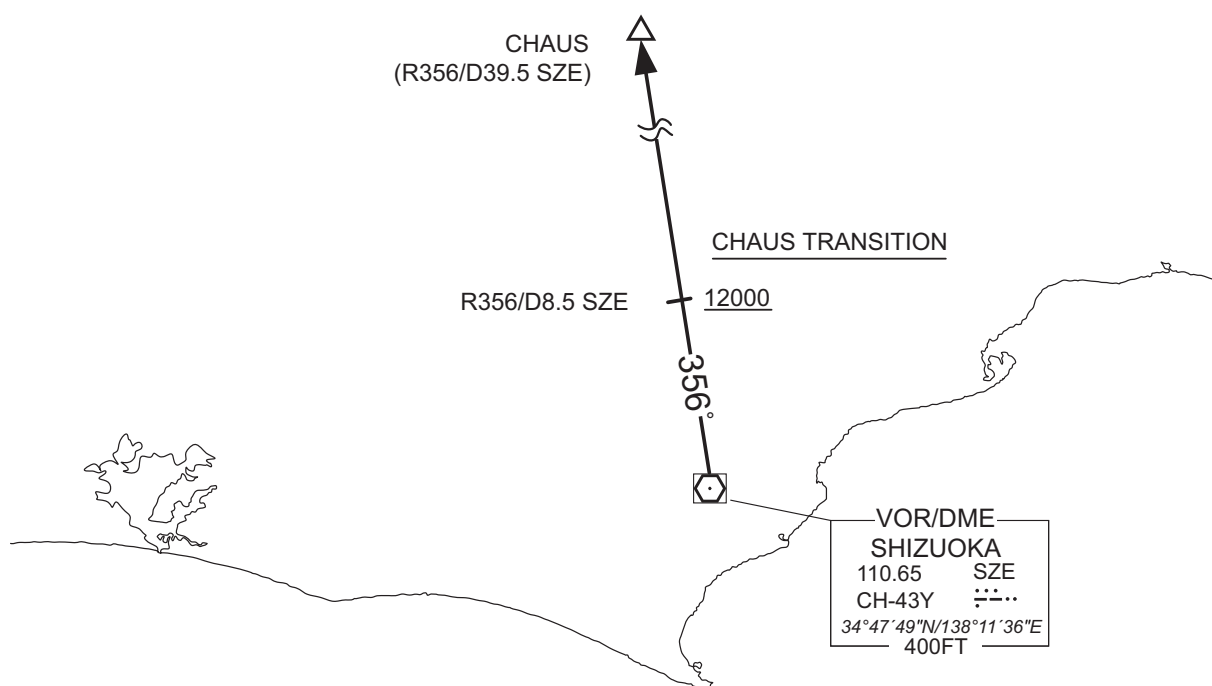 CHAUS
(R356/D39.5 SZE)
CHAUS TRANSITION
R356/D8.5 SZE
12000
356°
VOR/DME
SHIZUOKA
110.65 SZE
CH-43Y
34°47´49"N/138°11´36"E
400FT